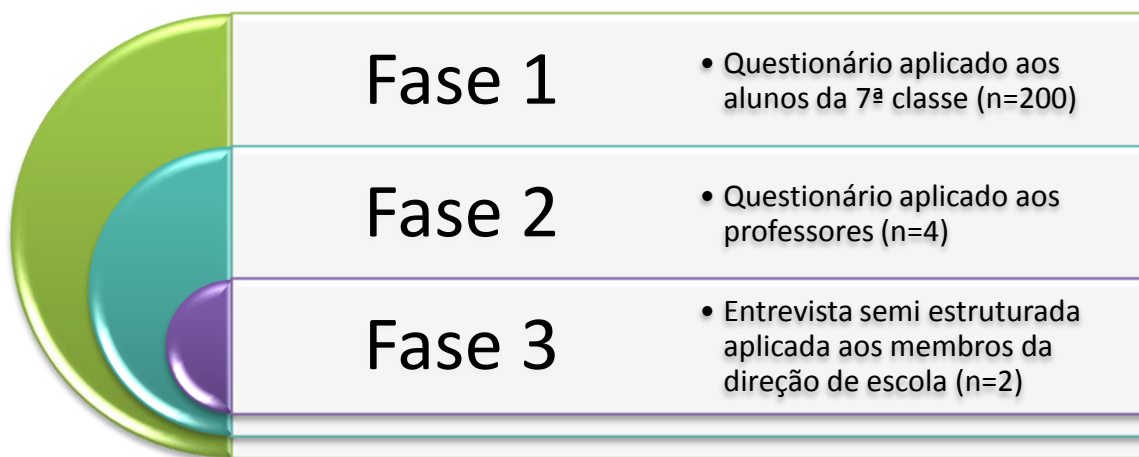 Fase 1
• Questionário aplicado aos
alunos da 7ª classe (n=200)
Fase 2
• Questionário aplicado aos
professores (n=4)
Fase 3
• Entrevista semi estruturada
aplicada aos membros da
direção de escola (n=2)